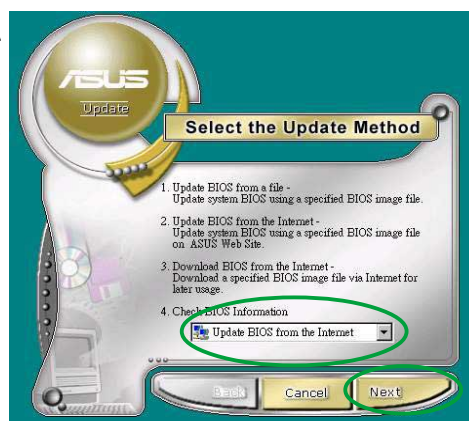 ASUS
Update
Select the Update Method
1. Update BIOS from a file -
Update system BIOS using a specified BIOS image file.
2. Update BIOS from the Internet -
Update system BIOS using a specified BIOS image file
on ASUS Web Site.
3. Download BIOS from the Internet -
Download a specified BIOS image file via Internet for
later usage.
4. Check BIOS Information
Update BIOS from the Internet
Back
Cancel
Next